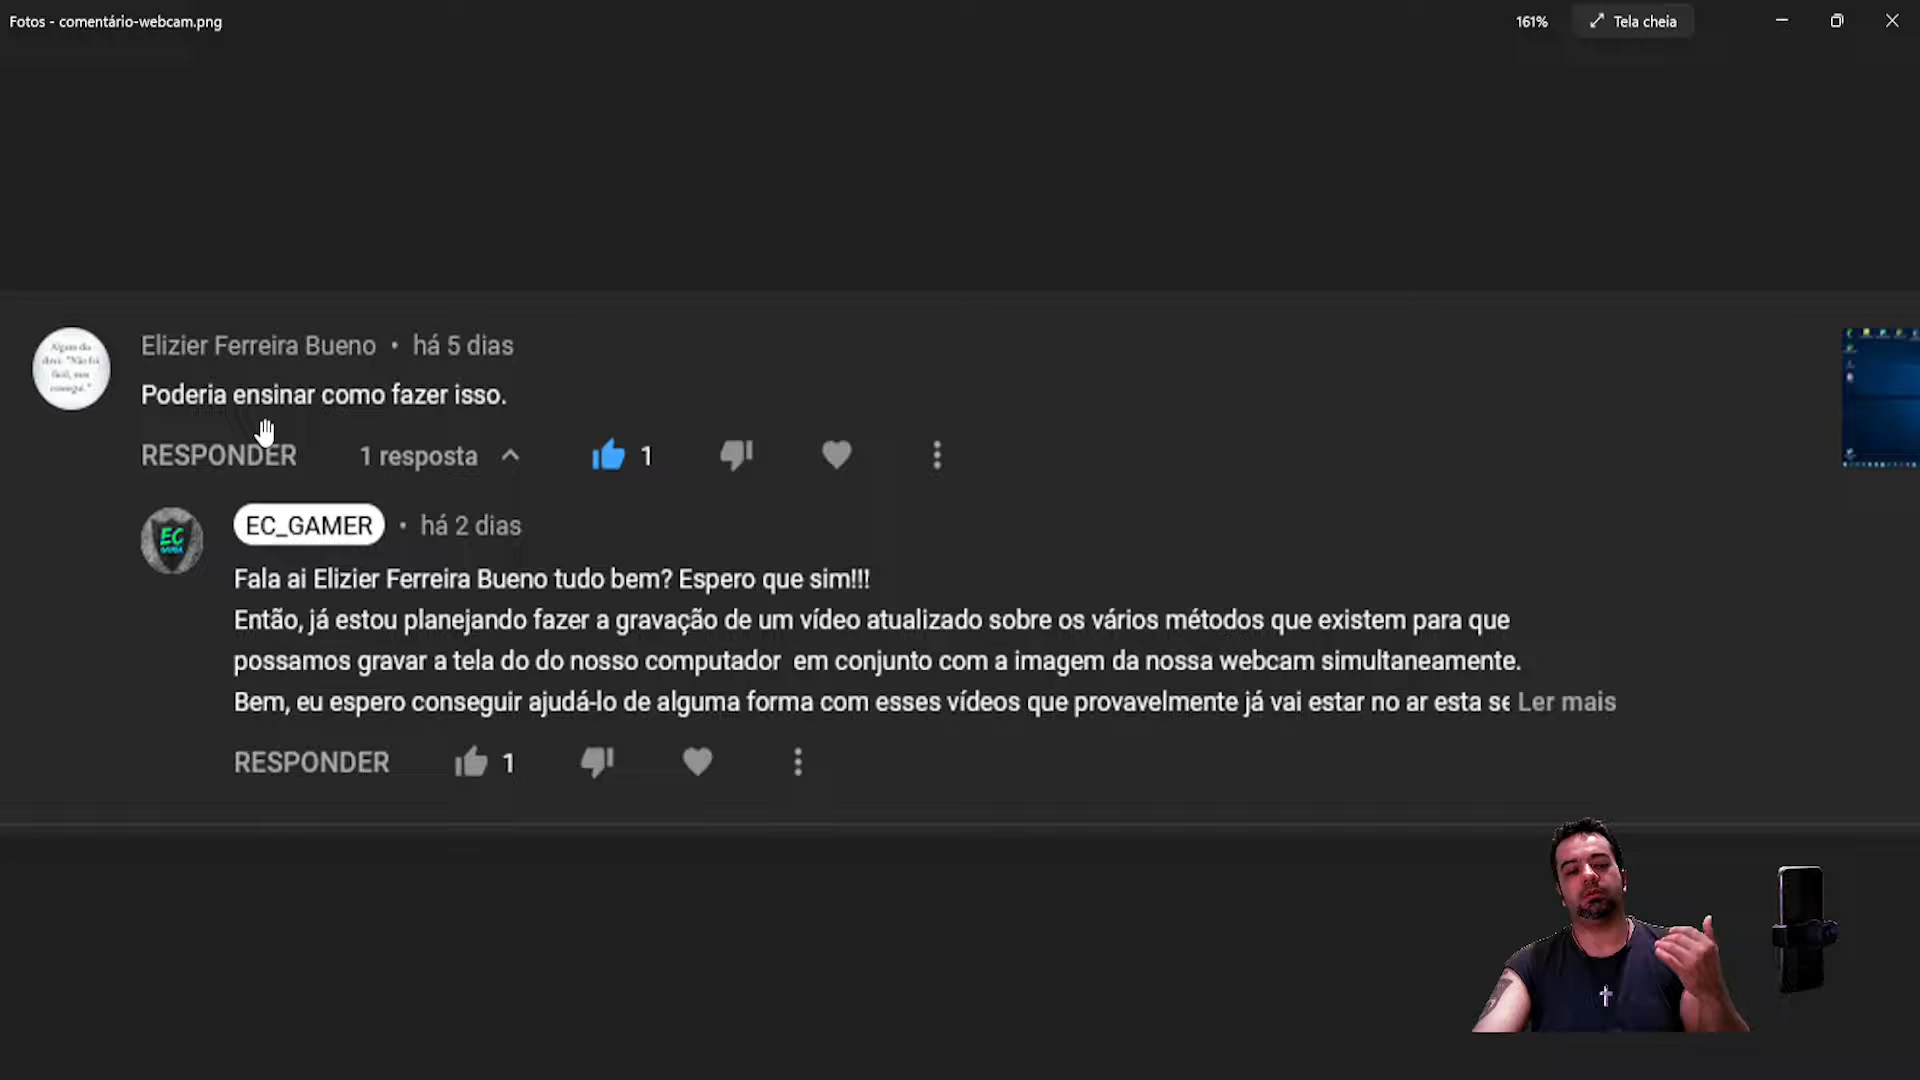 Fotos - comentário-webcam.png
161%
Tela cheia
Elizier Ferreira Bueno • há 5 dias
Poderia ensinar como fazer isso.
RESPONDER 1 resposta 1
EC
EC_GAMER • há 2 dias
Fala ai Elizier Ferreira Bueno tudo bem? Espero que sim!!!
Então, já estou planejando fazer a gravação de um vídeo atualizado sobre os vários métodos que existem para que
possamos gravar a tela do do nosso computador em conjunto com a imagem da nossa webcam simultaneamente.
Bem, eu espero conseguir ajudá-lo de alguma forma com esses vídeos que provavelmente já vai estar no ar esta se Ler mais
RESPONDER 1